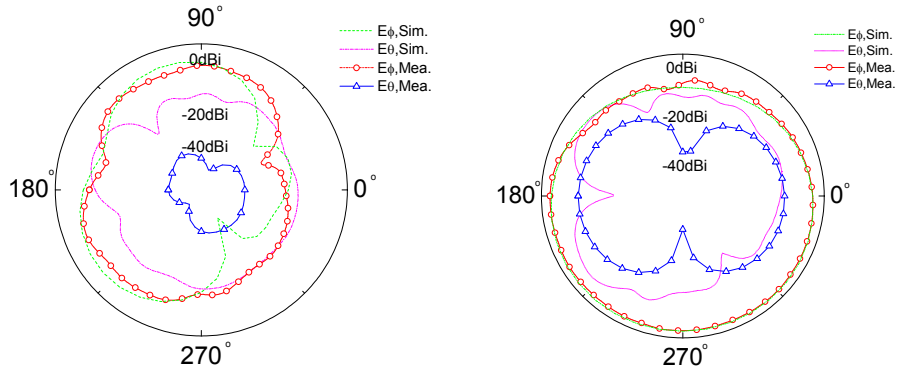 90°
Eϕ,Sim.
Eθ,Sim.
Eϕ,Mea.
Eθ,Mea.
0dBi
-20dBi
-40dBi
180°
0°
270°
90°
Eϕ,Sim.
Eθ,Sim.
Eϕ,Mea.
Eθ,Mea.
0dBi
-20dBi
-40dBi
180°
0°
270°